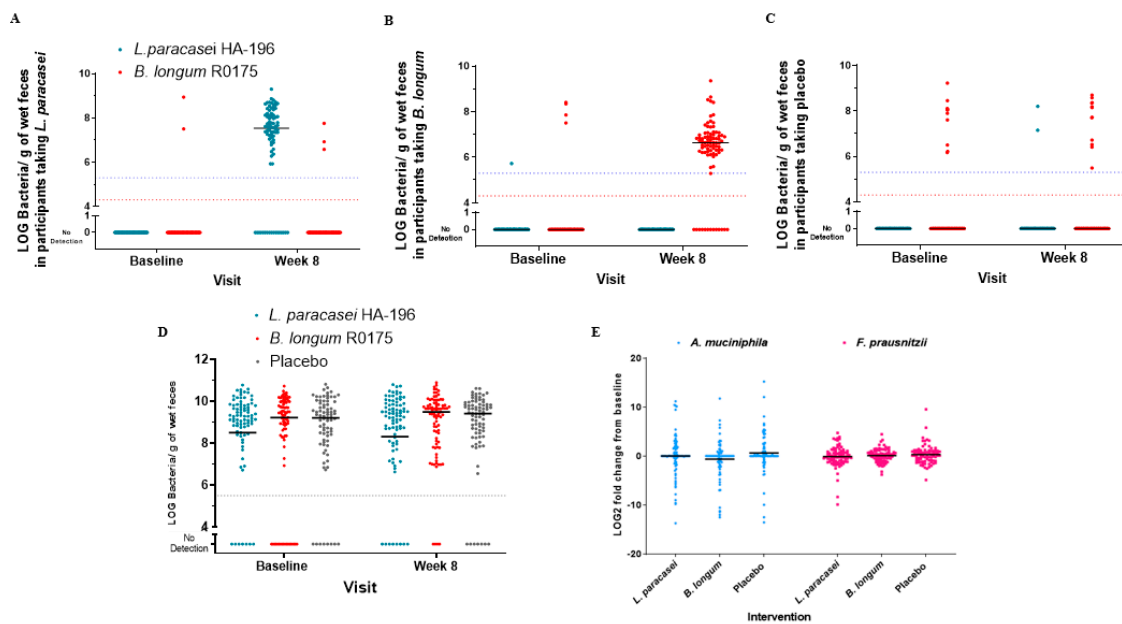 A
LOG Bacteria/ g of wet feces
in participants taking L. paracasei
L.paracasei HA-196
B. longum R0175
10
8
6
4
1
0
No
Detection
Baseline
Week 8
Visit
B
LOG Bacteria/ g of wet feces
in participants taking B. longum
10
8
6
4
1
0
No
Detection
Baseline
Week 8
Visit
C
LOG Bacteria/ g of wet feces
in participants taking placebo
10
8
6
4
1
0
No
Detection
Baseline
Week 8
Visit
D
L. paracasei HA-196
B. longum R0175
Placebo
LOG Bacteria/ g of wet feces
12
10
8
6
4
No
Detection
Baseline
Week 8
Visit
E
A. muciniphila
F. prausnitzii
LOG2 fold change from baseline
20
10
0
-10
-20
L. paracasei
B. longum
Placebo
L. paracasei
B. longum
Placebo
Intervention